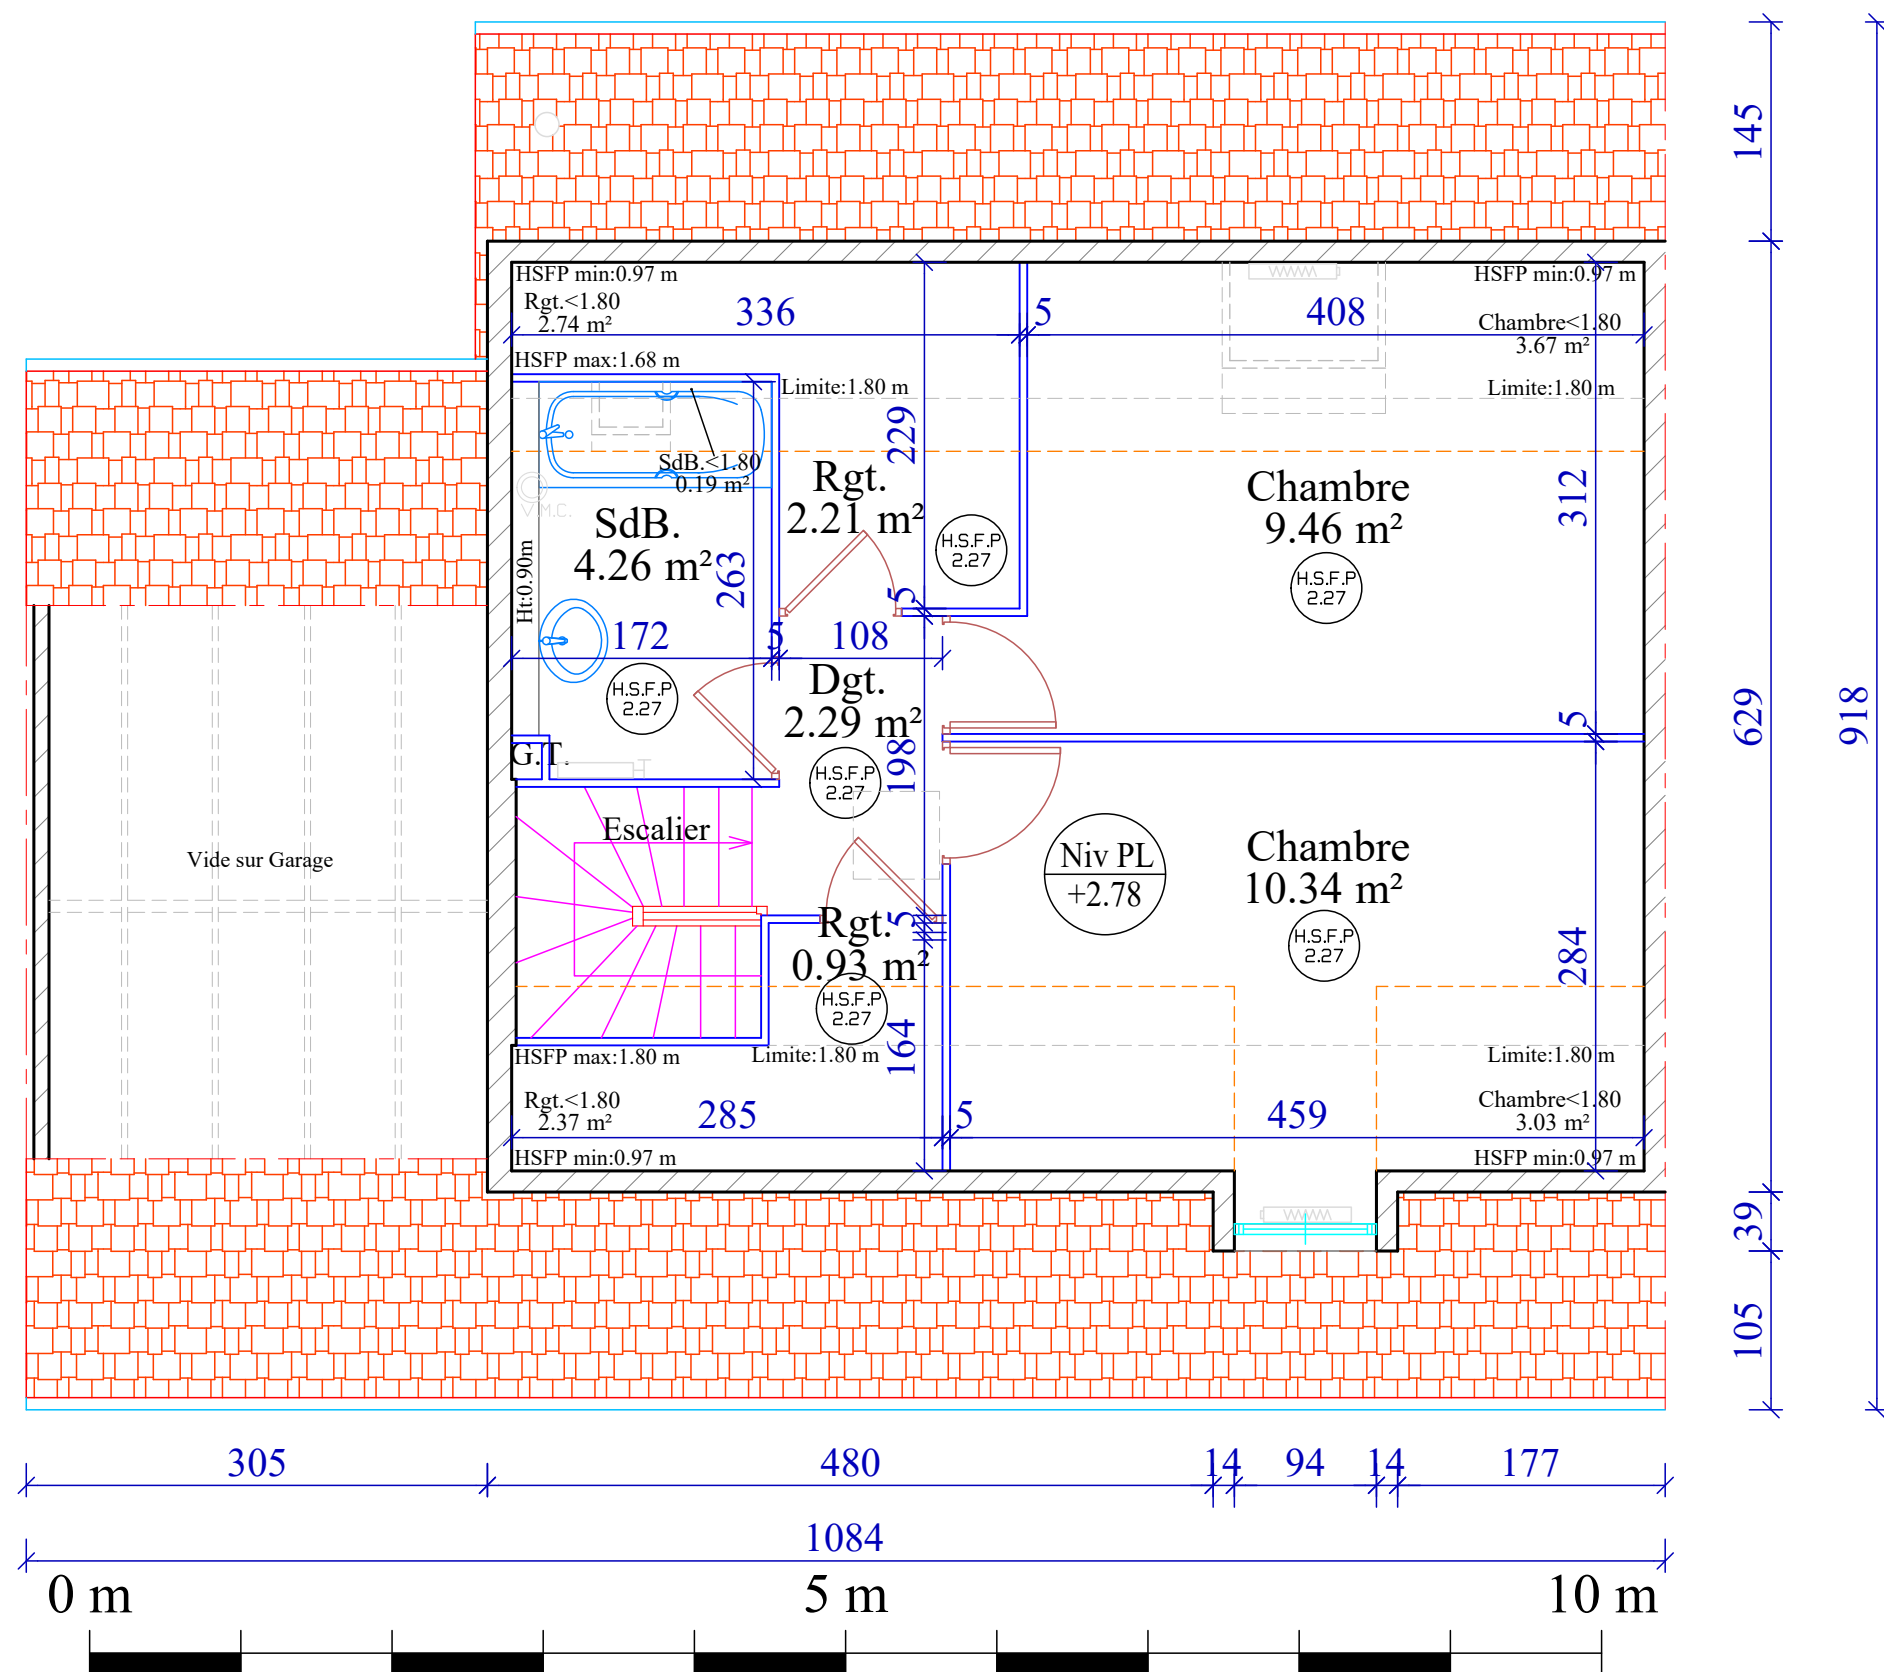 145
HSFP min:0.97 m
HSFP min:0.97 m
Rgt.<1.80
2.74 m²
336
5
408
Chambre<1.80
3.67 m²
HSFP max:1.68 m
Limite:1.80 m
Limite:1.80 m
229
SdB.<1.80
0.19 m²
V.M.C.
Rgt.
2.21 m²
Chambre
9.46 m²
312
SdB.
4.26 m²
H.S.F.P
2.27
H.S.F.P
2.27
Ht:0.90m
263
5
172
5
108
H.S.F.P
2.27
Dgt.
2.29 m²
5
629
918
G.T.
198
H.S.F.P
2.27
Escalier
Vide sur Garage
Niv PL
+2.78
Chambre
10.34 m²
H.S.F.P
2.27
Rgt.
0.93 m²
5
284
H.S.F.P
2.27
164
HSFP max:1.80 m
Limite:1.80 m
Limite:1.80 m
Rgt.<1.80
2.37 m²
285
5
459
Chambre<1.80
3.03 m²
HSFP min:0.97 m
HSFP min:0.97 m
39
105
305
480
14
94
14
177
1084
0 m
5 m
10 m